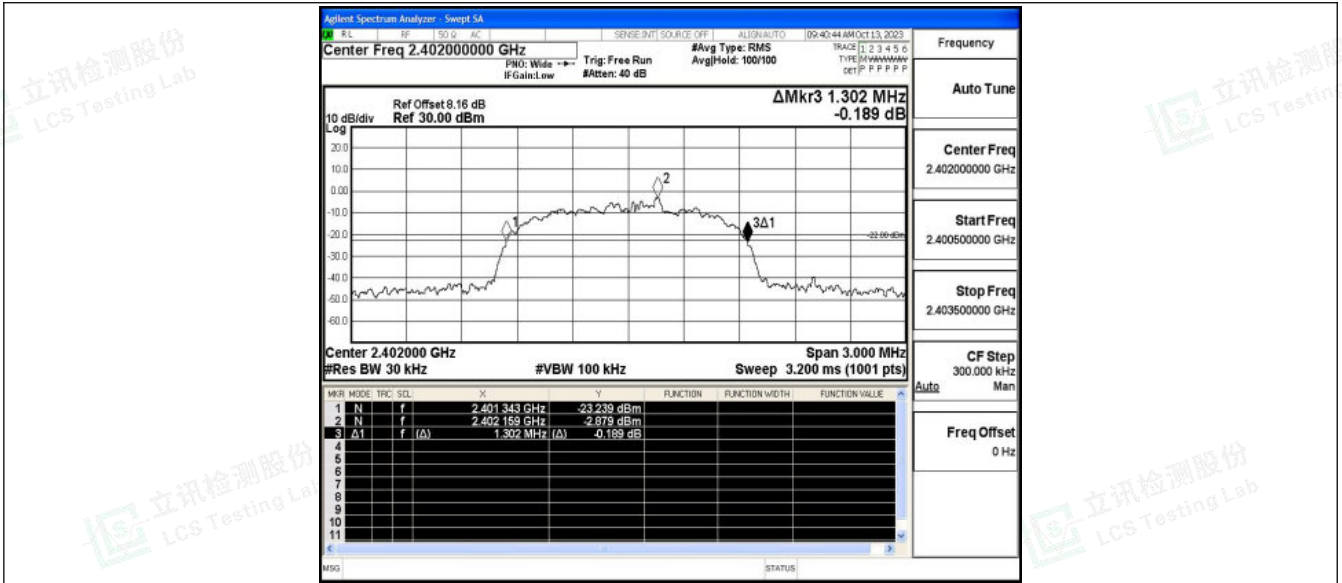 Agilent Spectrum Analyzer - Swept SA
RL RF 50 Ω AC SENSE:INT SOURCE OFF ALIGNAUTO 09:40:44 AM Oct 13, 2023
Center Freq 2.402000000 GHz
PNO: Wide
IFGain:Low
Trig: Free Run
#Atten: 40 dB
#Avg Type: RMS
Avg|Hold: 100/100
TRACE 1 2 3 4 5 6
TYPE M WWWWW
DET P P P P P P
Frequency
Auto Tune
Center Freq
2.402000000 GHz
Start Freq
2.400500000 GHz
Stop Freq
2.403500000 GHz
CF Step
300.000 kHz
Auto Man
Freq Offset
0 Hz
ΔMkr3 1.302 MHz
-0.189 dB
Ref Offset 8.16 dB
10 dB/div Ref 30.00 dBm
Log
20.0
10.0
0.00
-10.0
-20.0
-30.0
-40.0
-50.0
-60.0
1
2
3Δ1
-22.88 dBm
Center 2.402000 GHz Span 3.000 MHz
#Res BW 30 kHz #VBW 100 kHz Sweep 3.200 ms (1001 pts)
MKR MODE TRC SCL X Y FUNCTION FUNCTION WIDTH FUNCTION VALUE
1 N f 2.401 343 GHz -23.239 dBm
2 N f 2.402 159 GHz -2.879 dBm
3 Δ1 f (Δ) 1.302 MHz (Δ) -0.189 dB
4
5
6
7
8
9
10
11
MSG STATUS
立讯检测股份
LCS Testing Lab
立讯检测股份
LCS Testing
立讯检测股份
LCS Testing Lab
立讯检测股份
LCS Testing Lab